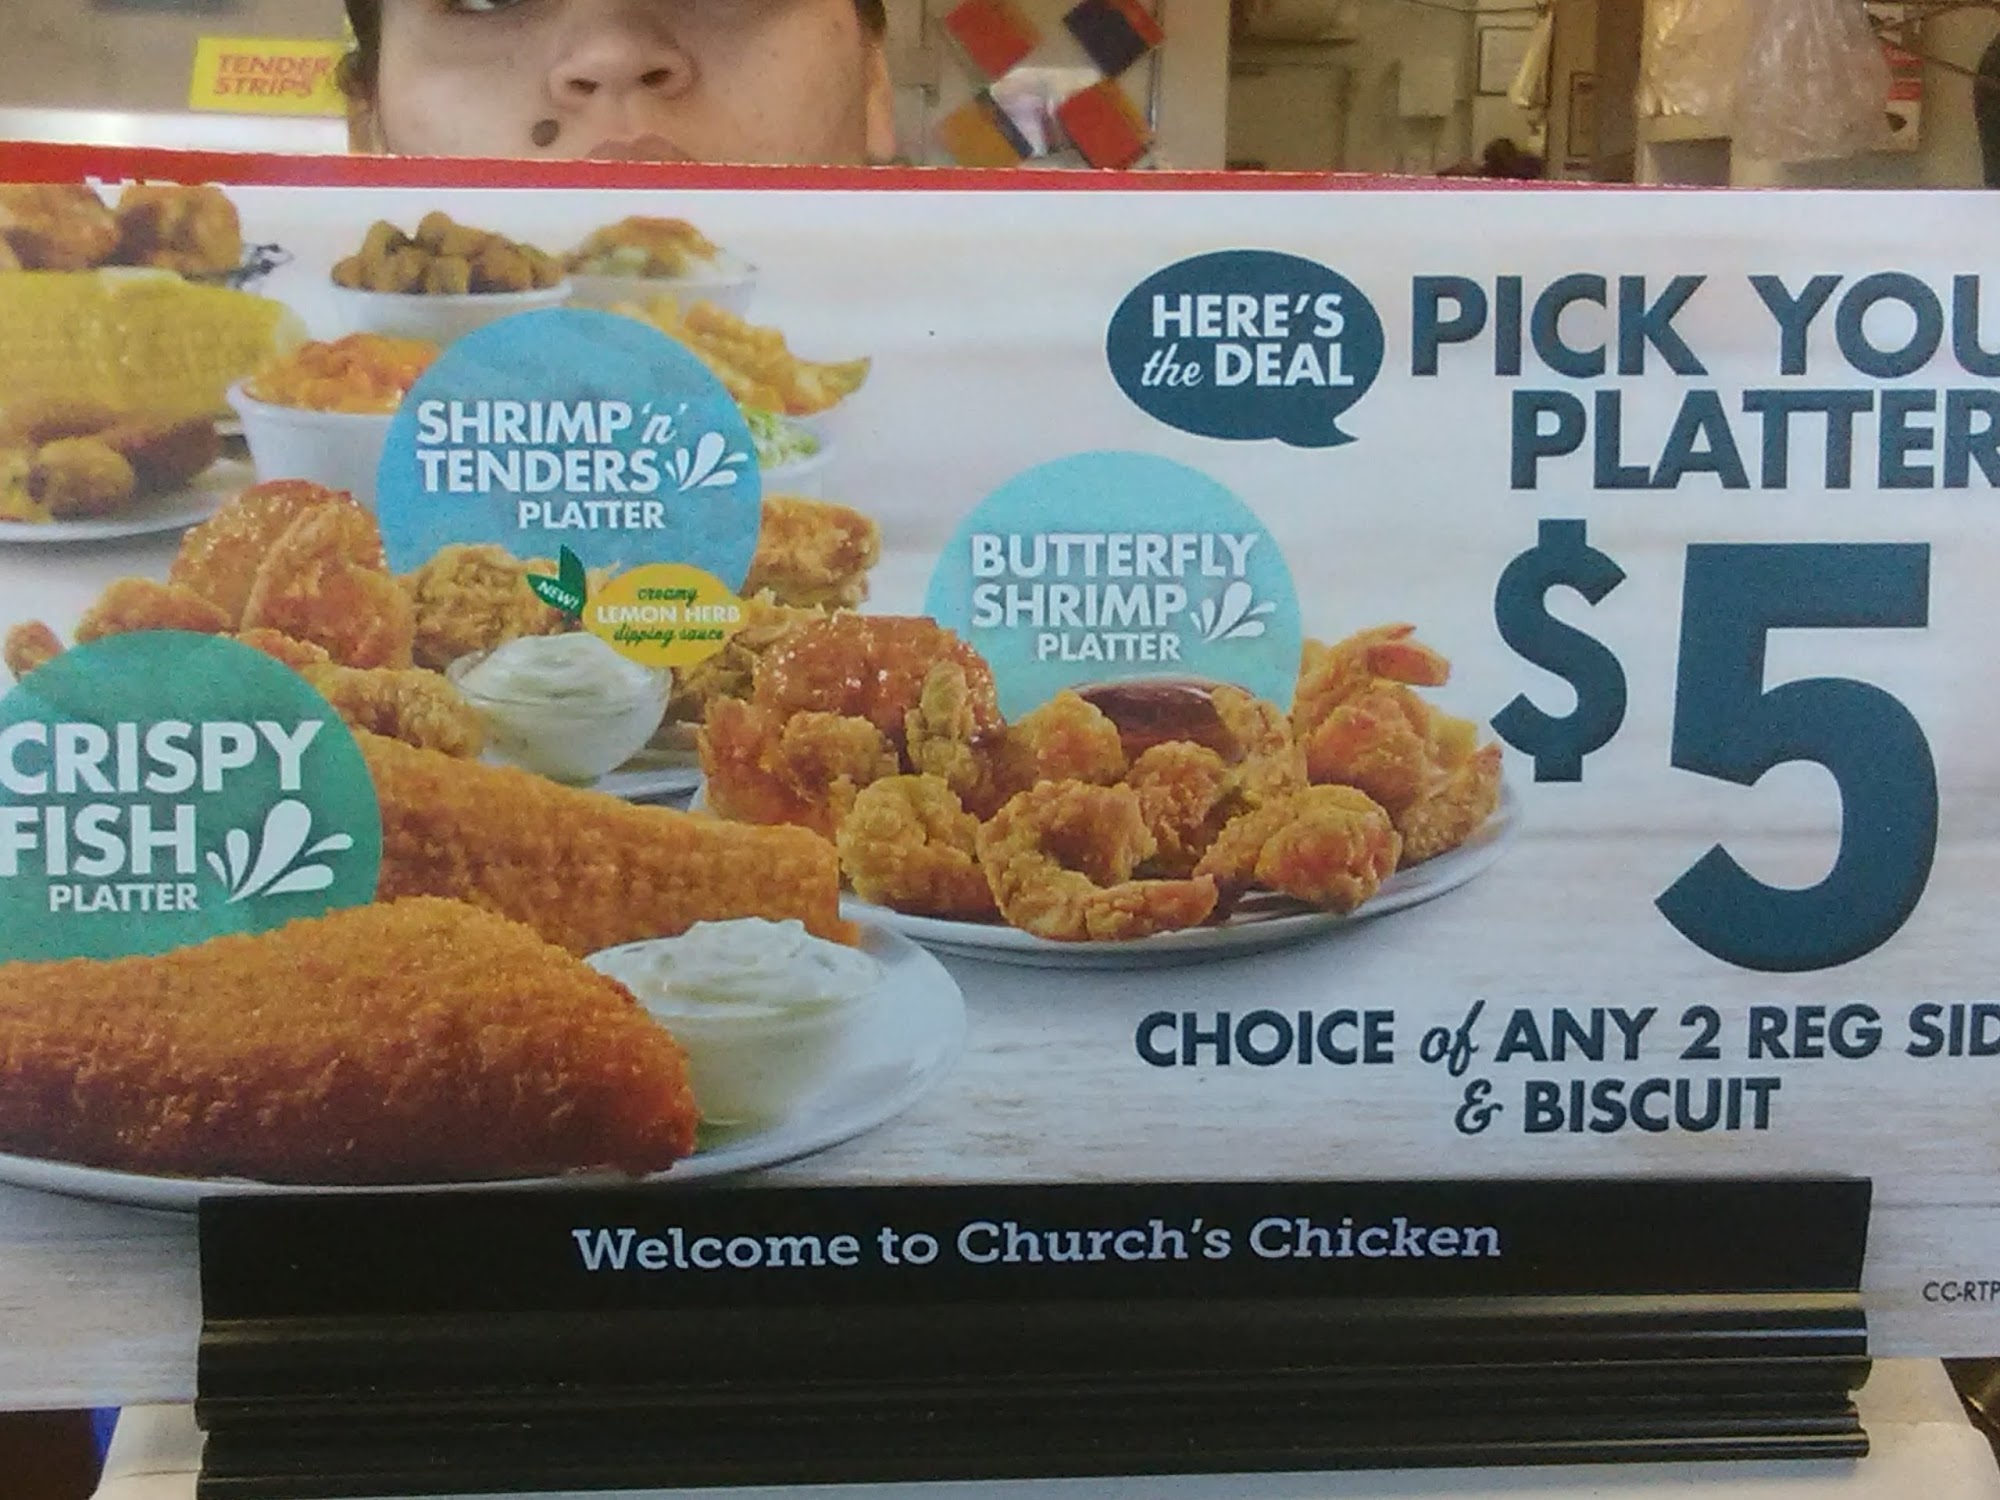 TENDER
STRIPS
HERE'S
the DEAL
PICK YOU
PLATTER
$5
SHRIMP 'n'
TENDERS
PLATTER
NEW!
creamy
LEMON HERB
dipping sauce
BUTTERFLY
SHRIMP
PLATTER
CRISPY
FISH
PLATTER
CHOICE of ANY 2 REG SID
& BISCUIT
Welcome to Church's Chicken
CC-RTP